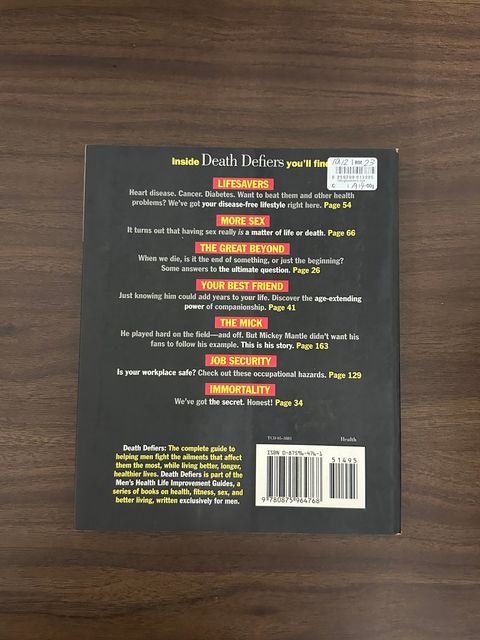 Inside Death Defiers you'll find
LIFESAVERS
Heart disease. Cancer. Diabetes. Want to beat them and other health
problems? We've got your disease-free lifestyle right here. Page 54
MORE SEX
It turns out that having sex really is a matter of life or death. Page 66
THE GREAT BEYOND
When we die, is it the end of something, or just the beginning?
Some answers to the ultimate question. Page 26
YOUR BEST FRIEND
Just knowing him could add years to your life. Discover the age-extending
power of companionship. Page 41
THE MICK
He played hard on the field—and off. But Mickey Mantle didn't want his
fans to follow his example. This is his story. Page 163
JOB SECURITY
Is your workplace safe? Check out these occupational hazards. Page 129
IMMORTALITY
We've got the secret. Honest! Page 34
Health
Death Defiers: The complete guide to
helping men fight the ailments that affect
them the most, while living better, longer,
healthier lives. Death Defiers is part of the
Men's Health Life Improvement Guides, a
series of books on health, fitness, sex, and
better living, written exclusively for men.
ISBN 0-87596-476-1
51495
9 780875 964768